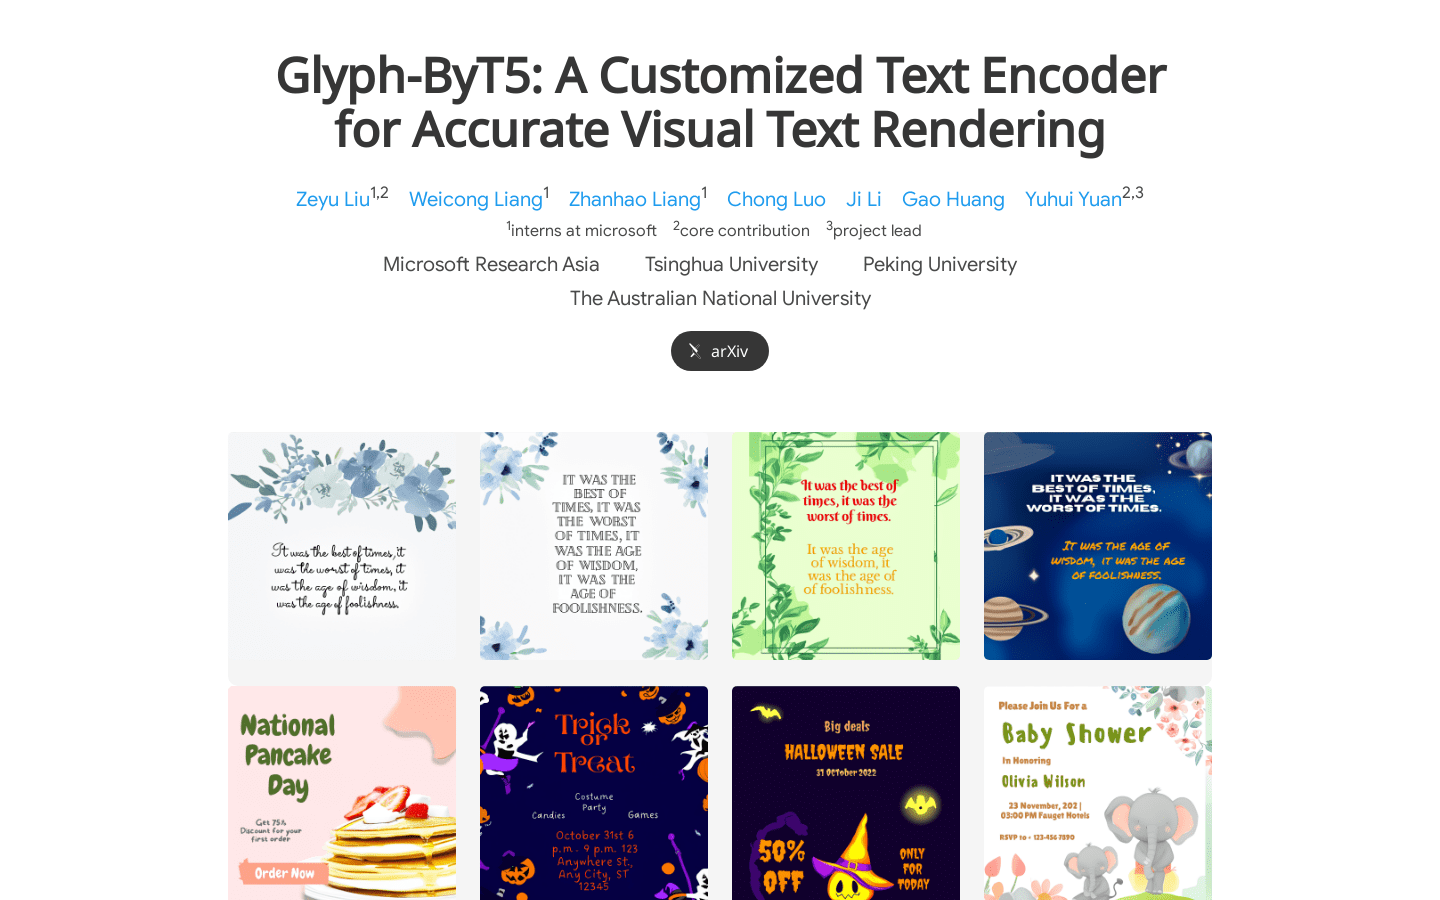 Glyph-ByT5: A Customized Text Encoder
for Accurate Visual Text Rendering
Zeyu Liu1,2 Weicong Liang1 Zhanhao Liang1 Chong Luo Ji Li Gao Huang Yuhui Yuan2,3
1interns at microsoft 2core contribution 3project lead
Microsoft Research Asia Tsinghua University Peking University
The Australian National University
arXiv
It was the best of times, it
was the worst of times, it
was the age of wisdom, it
was the age of foolishness.
IT WAS THE
BEST OF
TIMES, IT WAS
THE WORST
OF TIMES, IT
WAS THE AGE
OF WISDOM,
IT WAS THE
AGE OF
FOOLISHNESS.
It was the best of
times, it was the
worst of times.
It was the age
of wisdom, it
was the age of
of foolishness.
IT WAS THE
BEST OF TIMES,
IT WAS THE
WORST OF TIMES.
IT WAS THE AGE OF
WISDOM, IT WAS THE AGE
OF FOOLISHNESS.
National
Pancake
Day
Get 75%
Discount for your
first order
Order Now
Trick
or
Treat
Costume
Party
Candies Games
October 31st 6
p.m. 9 p.m. 123
Anywhere St.,
Any City, ST
12345
Big deals
HALLOWEEN SALE
31 October 2022
50%
OFF
ONLY
FOR
TODAY
Please Join Us For a
Baby Shower
In Honoring
Olivia Wilson
23 November, 202 |
03:00 PM Fauget Hotels
RSVP to + 123-456 7890